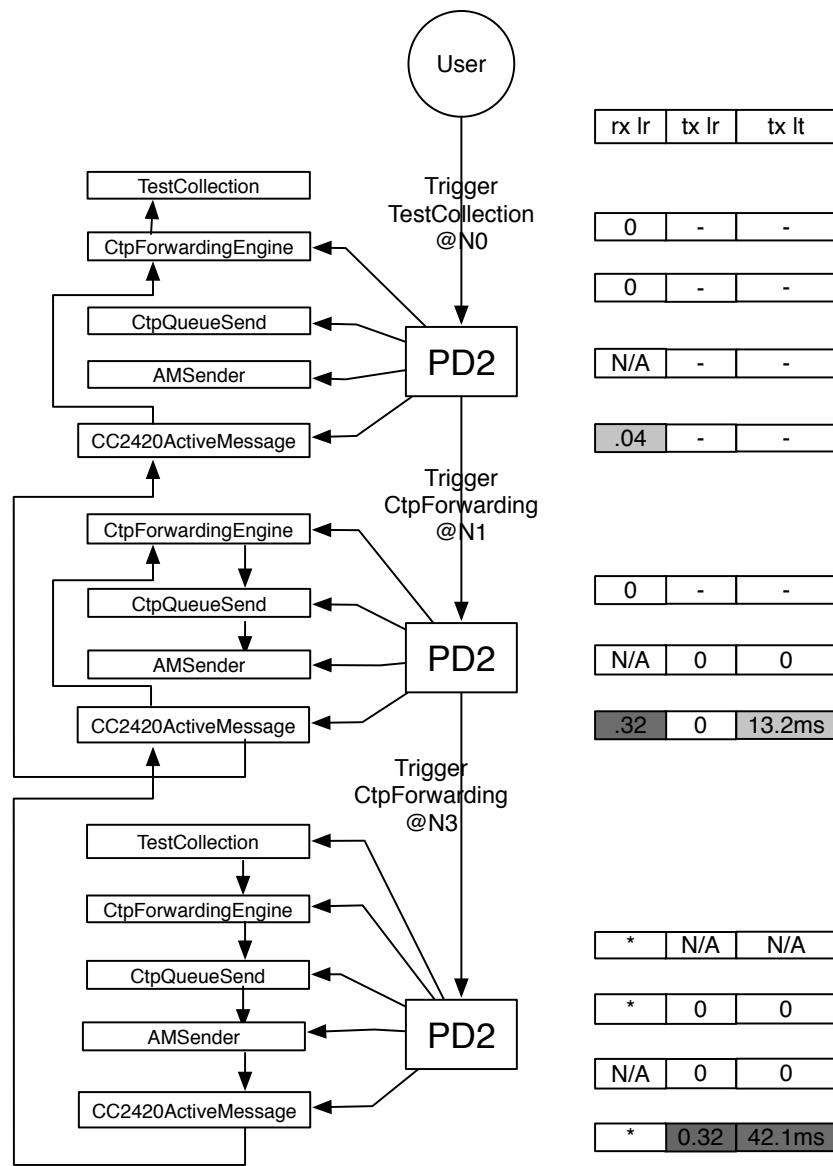 User
rx lr tx lr tx lt
Trigger
TestCollection
@N0
TestCollection
0 - -
CtpForwardingEngine
0 - -
CtpQueueSend
PD2
N/A - -
AMSender
CC2420ActiveMessage
.04 - -
Trigger
CtpForwarding
@N1
CtpForwardingEngine
0 - -
CtpQueueSend
PD2
N/A 0 0
AMSender
CC2420ActiveMessage
.32 0 13.2ms
Trigger
CtpForwarding
@N3
TestCollection
CtpForwardingEngine
* N/A N/A
CtpQueueSend
* 0 0
PD2
AMSender
N/A 0 0
CC2420ActiveMessage
* 0.32 42.1ms